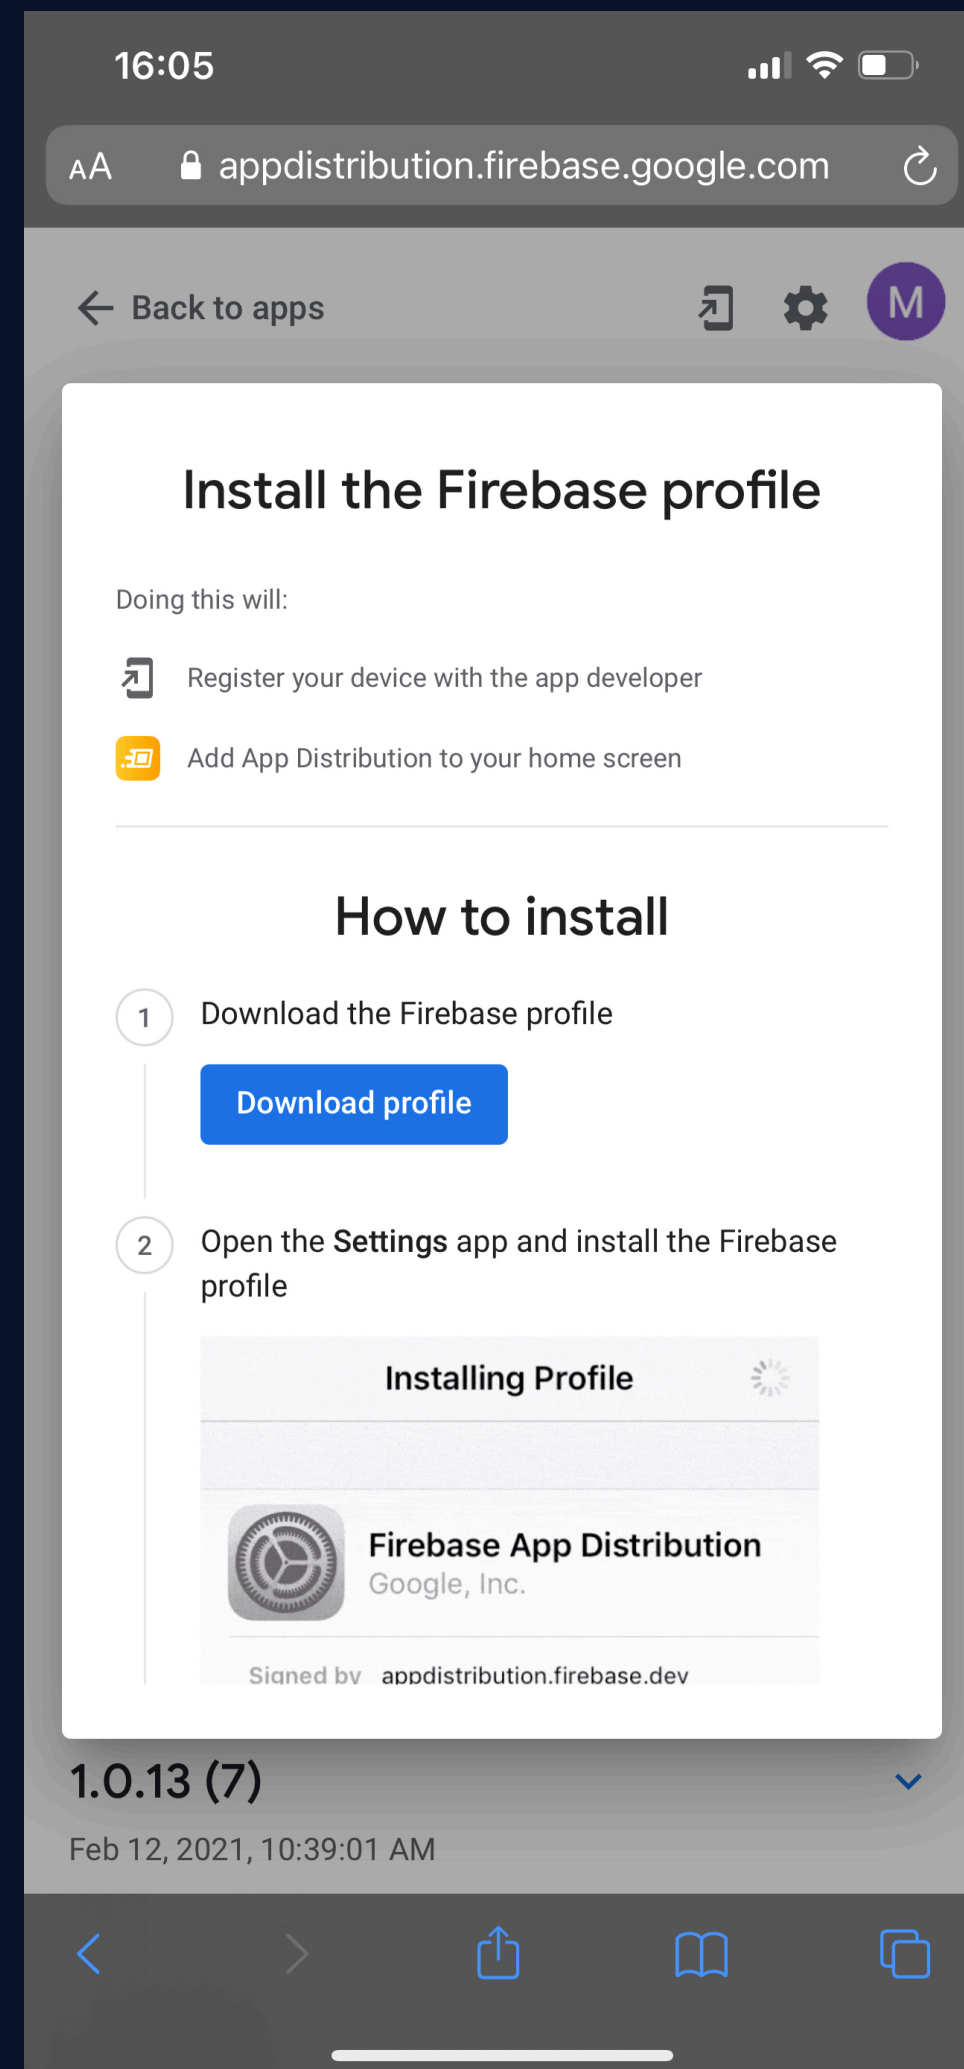 16:05
AA appdistribution.firebase.google.com
Back to apps
M
Install the Firebase profile
Doing this will:
Register your device with the app developer
Add App Distribution to your home screen
How to install
1 Download the Firebase profile
Download profile
2 Open the Settings app and install the Firebase
profile
Installing Profile
Firebase App Distribution
Google, Inc.
Signed by appdistribution.firebase.dev
1.0.13 (7)
Feb 12, 2021, 10:39:01 AM